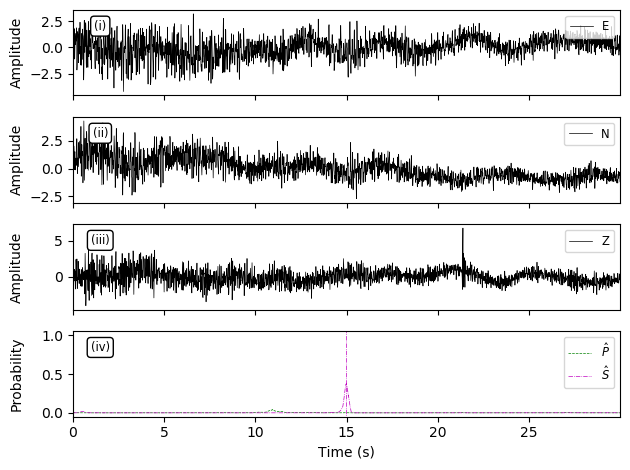 (i)
E
2.5
0.0
−2.5
Amplitude
(ii)
N
2.5
0.0
−2.5
Amplitude
(iii)
Z
5
0
Amplitude
(iv)
P̂
Ŝ
1.0
0.5
0.0
Probability
0 5 10 15 20 25
Time (s)